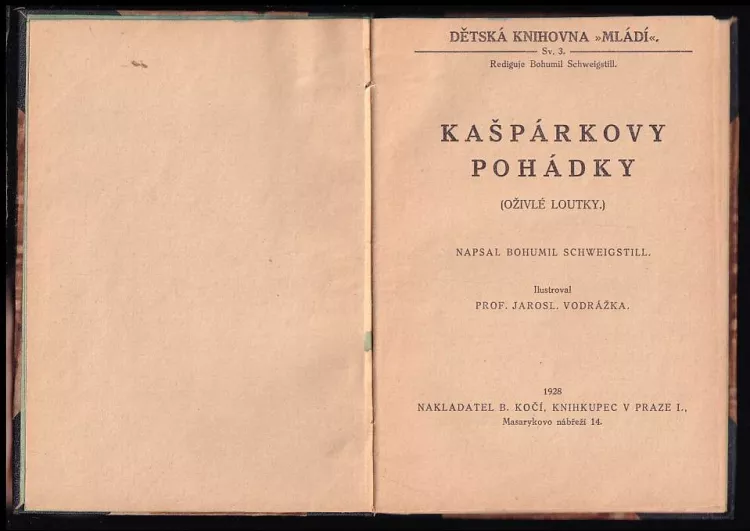 DĚTSKÁ KNIHOVNA »MLÁDÍ«.
Sv. 3.
Rediguje Bohumil Schweigstill.
KAŠPÁRKOVY
POHÁDKY
(OŽIVLÉ LOUTKY.)
NAPSAL BOHUMIL SCHWEIGSTILL.
Ilustroval
PROF. JAROSL. VODRÁŽKA.
1928
NAKLADATEL B. KOČÍ, KNIHKUPEC V PRAZE I.,
Masarykovo nábřeží 14.